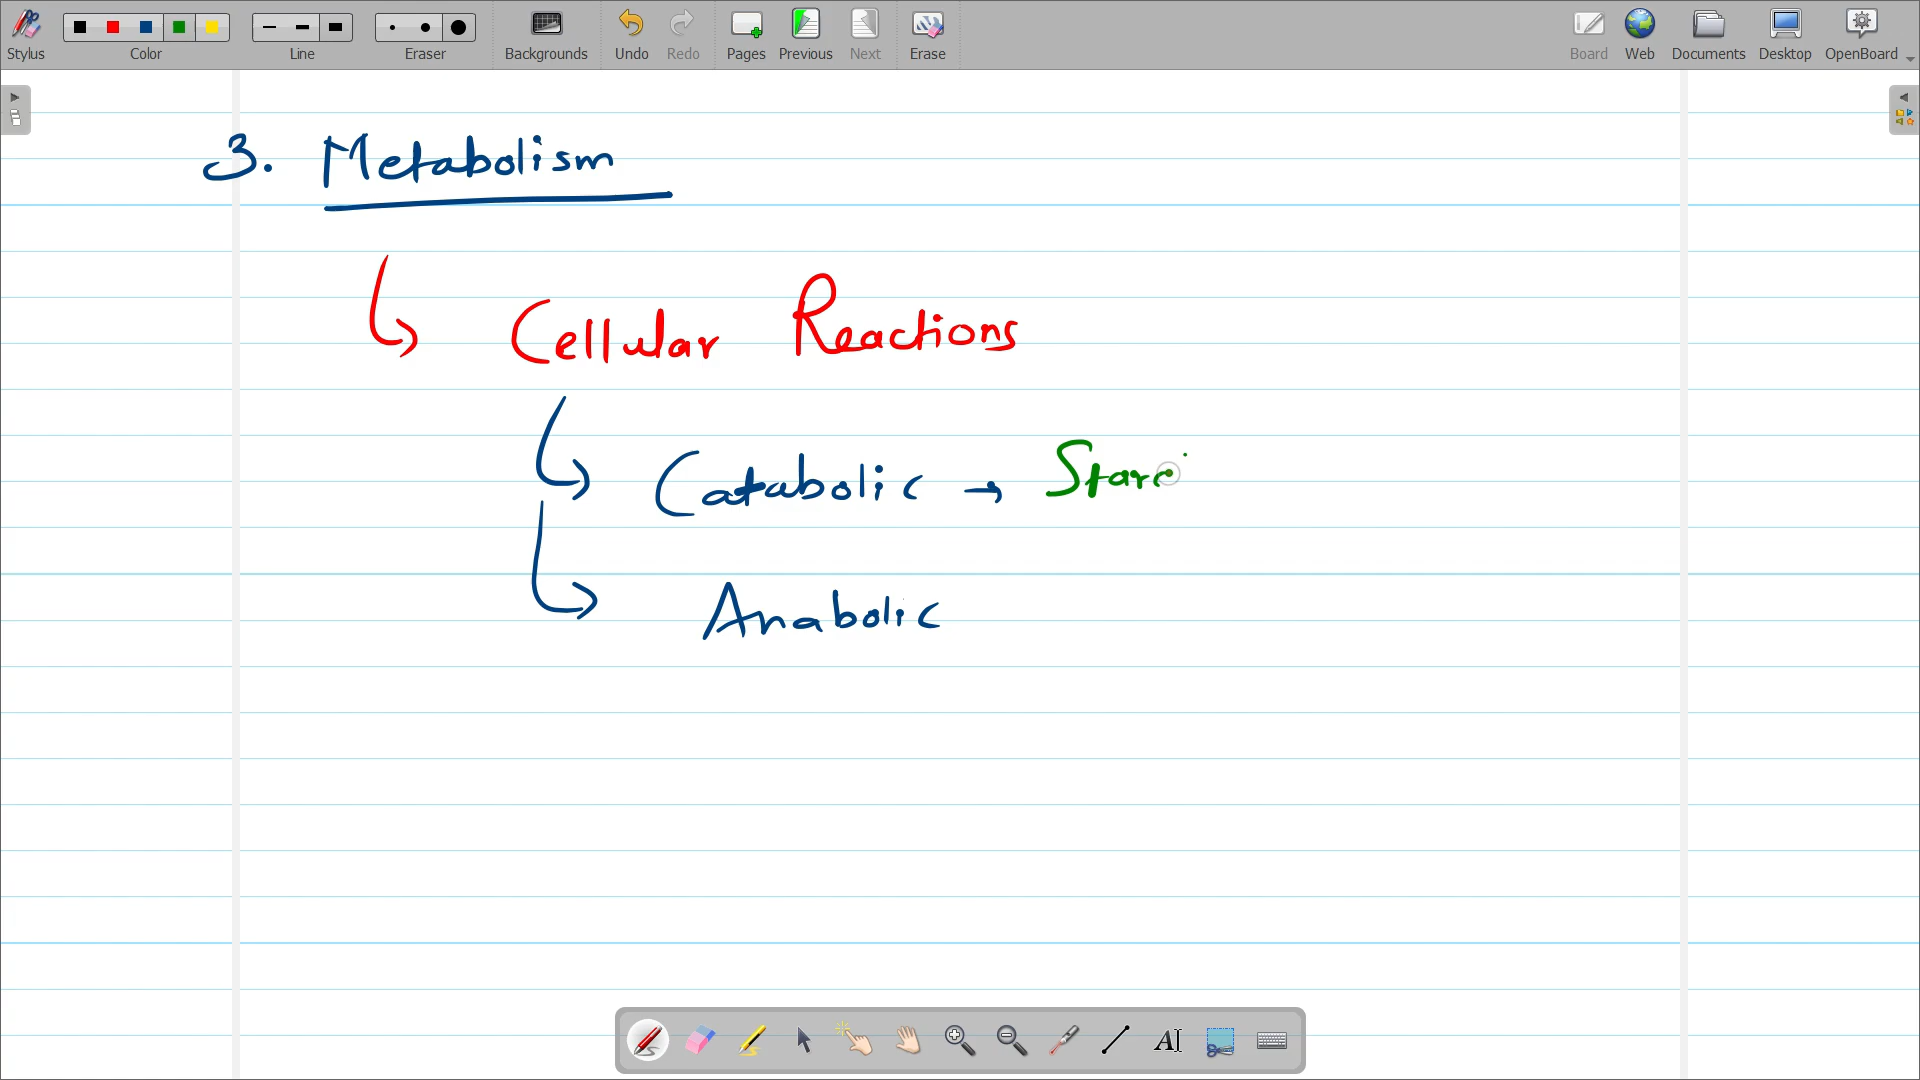 Stylus Color Line Eraser Backgrounds Undo Redo Pages Previous Next Erase Board Web Documents Desktop OpenBoard
3. Metabolism
Cellular Reactions
Catabolic → Starc
Anabolic